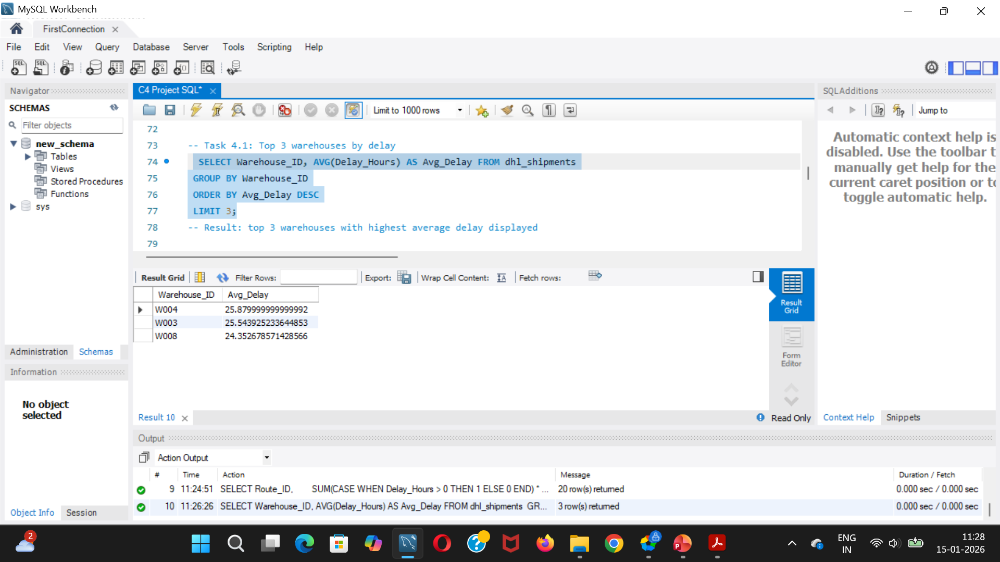 MySQL Workbench
FirstConnection
File Edit View Query Database Server Tools Scripting Help
Navigator
SCHEMAS
Filter objects
new_schema
Tables
Views
Stored Procedures
Functions
sys
Administration Schemas
Information
No object
selected
Object Info Session
C4 Project SQL*
Limit to 1000 rows
72
73 -- Task 4.1: Top 3 warehouses by delay
74 SELECT Warehouse_ID, AVG(Delay_Hours) AS Avg_Delay FROM dhl_shipments
75 GROUP BY Warehouse_ID
76 ORDER BY Avg_Delay DESC
77 LIMIT 3;
78 -- Result: top 3 warehouses with highest average delay displayed
79
Result Grid Filter Rows: Export: Wrap Cell Content: Fetch rows:
Warehouse_ID Avg_Delay
W004 25.879999999999992
W003 25.543925233644853
W008 24.352678571428566
Result
Grid
Form
Editor
Result 10
Read Only
SQLAdditions
Jump to
Automatic context help is
disabled. Use the toolbar t
manually get help for the
current caret position or to
toggle automatic help.
Context Help Snippets
Output
Action Output
# Time Action Message Duration / Fetch
9 11:24:51 SELECT Route_ID, SUM(CASE WHEN Delay_Hours > 0 THEN 1 ELSE 0 END) * ... 20 row(s) returned 0.000 sec / 0.000 sec
10 11:26:26 SELECT Warehouse_ID, AVG(Delay_Hours) AS Avg_Delay FROM dhl_shipments GR... 3 row(s) returned 0.000 sec / 0.000 sec
2
ENG
IN
11:28
15-01-2026